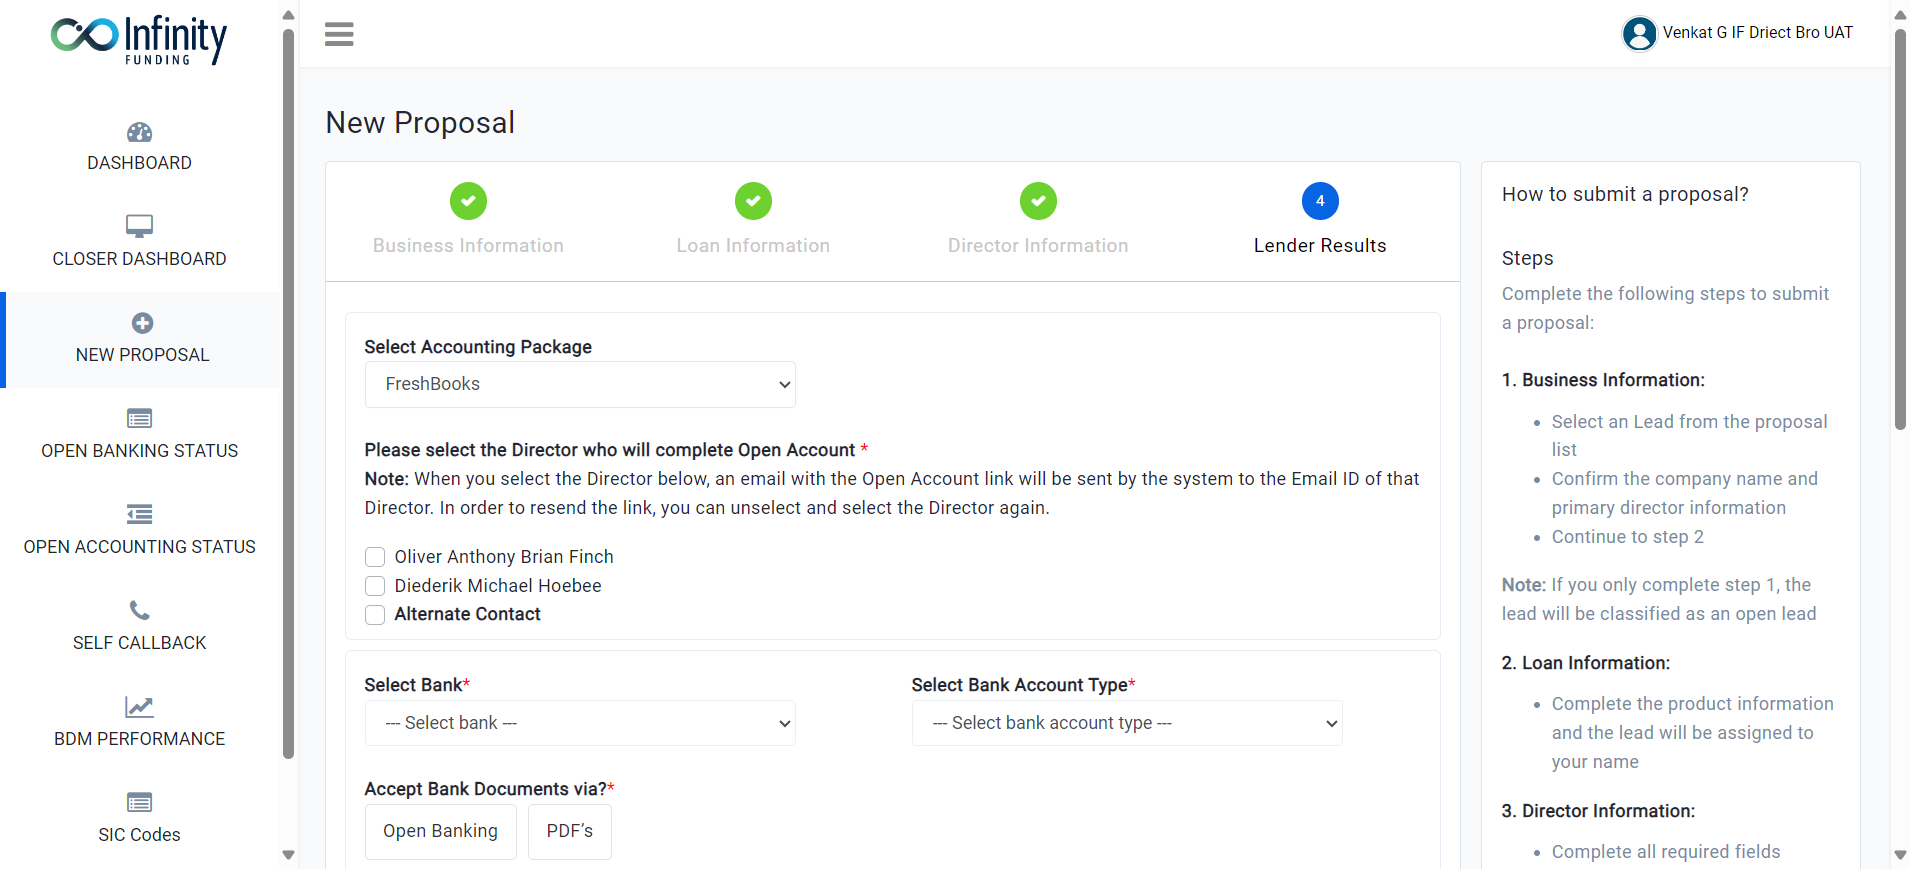 Infinity
FUNDING
Venkat G IF Driect Bro UAT
DASHBOARD
CLOSER DASHBOARD
NEW PROPOSAL
OPEN BANKING STATUS
OPEN ACCOUNTING STATUS
SELF CALLBACK
BDM PERFORMANCE
SIC Codes
New Proposal
Business Information
Loan Information
Director Information
4
Lender Results
Select Accounting Package
FreshBooks
Please select the Director who will complete Open Account *
Note: When you select the Director below, an email with the Open Account link will be sent by the system to the Email ID of that
Director. In order to resend the link, you can unselect and select the Director again.
Oliver Anthony Brian Finch
Diederik Michael Hoebee
Alternate Contact
Select Bank*
--- Select bank ---
Select Bank Account Type*
--- Select bank account type ---
Accept Bank Documents via?*
Open Banking
PDF's
How to submit a proposal?
Steps
Complete the following steps to submit
a proposal:
1. Business Information:
• Select an Lead from the proposal
list
• Confirm the company name and
primary director information
• Continue to step 2
Note: If you only complete step 1, the
lead will be classified as an open lead
2. Loan Information:
• Complete the product information
and the lead will be assigned to
your name
3. Director Information:
• Complete all required fields